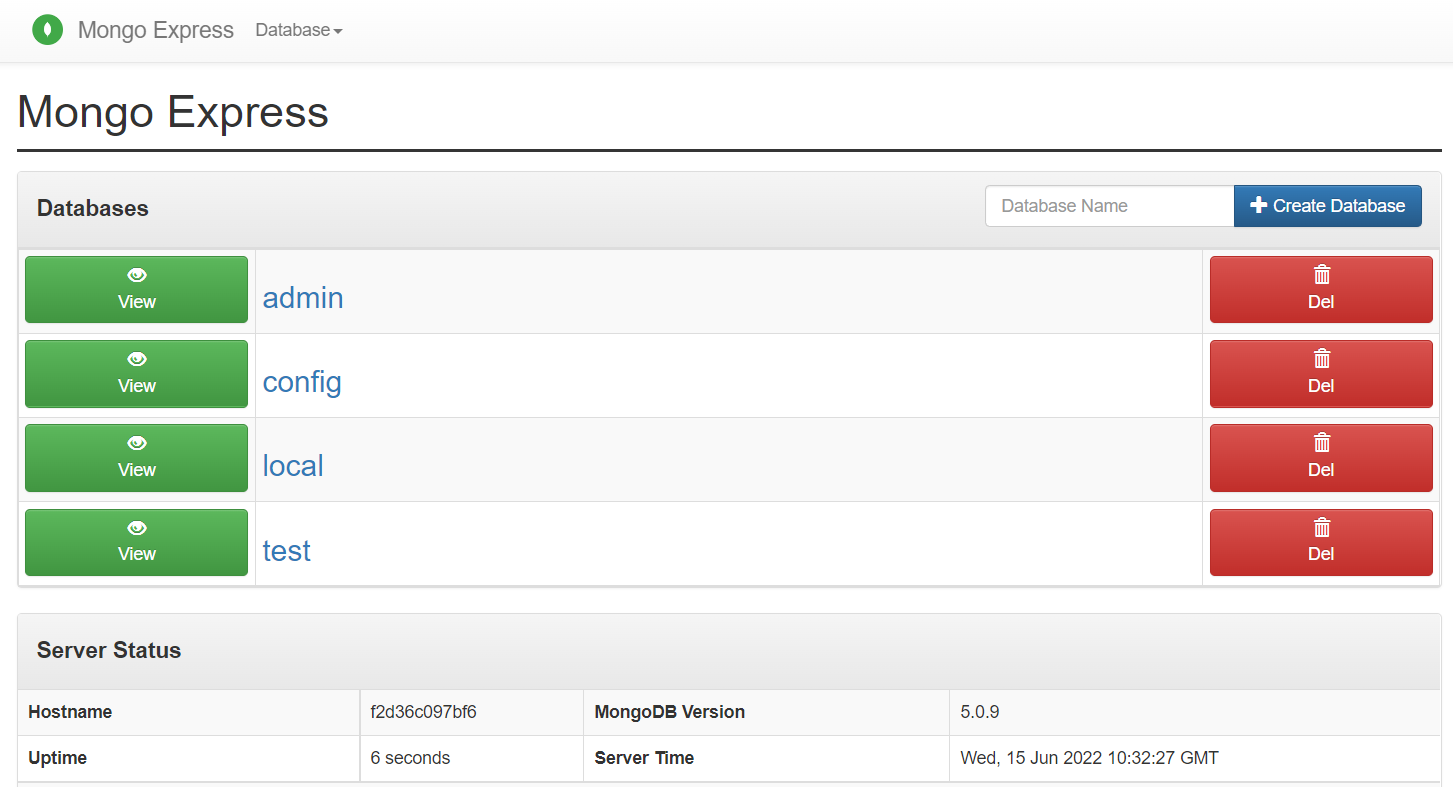 Mongo Express Database
Mongo Express
Databases Database Name Create Database
View admin Del
View config Del
View local Del
View test Del
Server Status
Hostname f2d36c097bf6 MongoDB Version 5.0.9
Uptime 6 seconds Server Time Wed, 15 Jun 2022 10:32:27 GMT